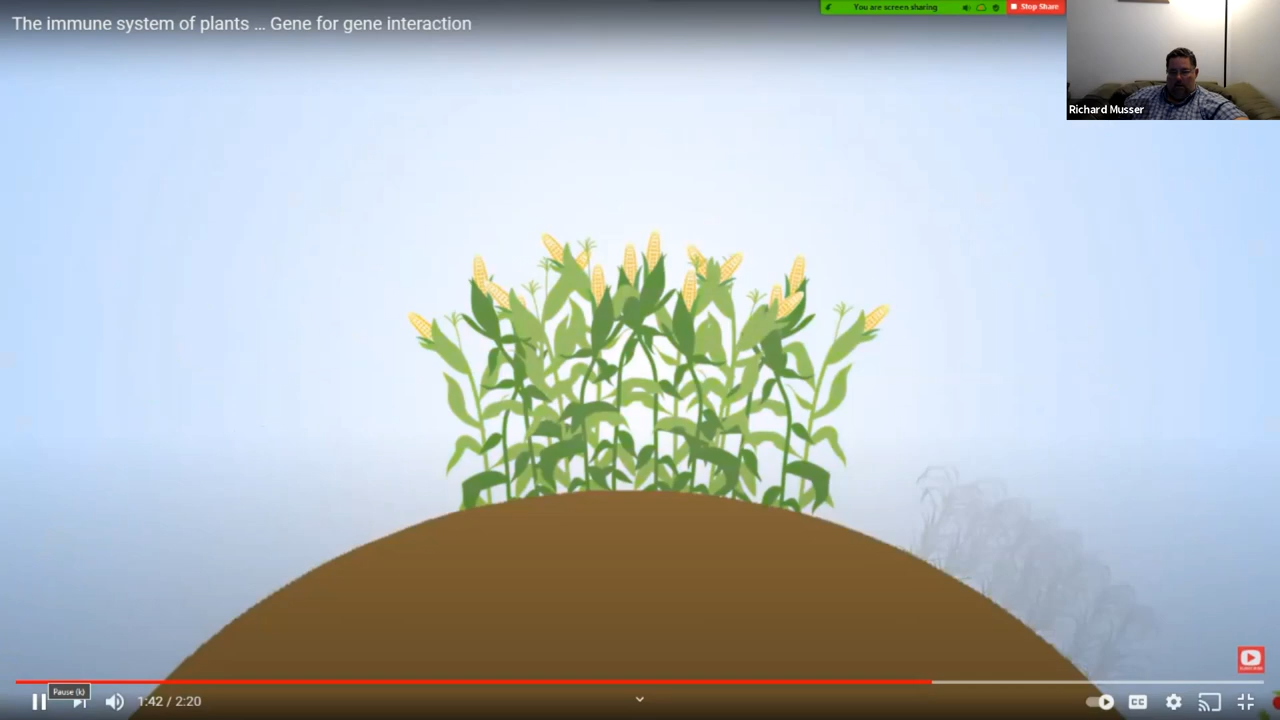 The immune system of plants ... Gene for gene interaction
You are screen sharing
Stop Share
Richard Musser
Pause (k)
1:42 / 2:20
CC